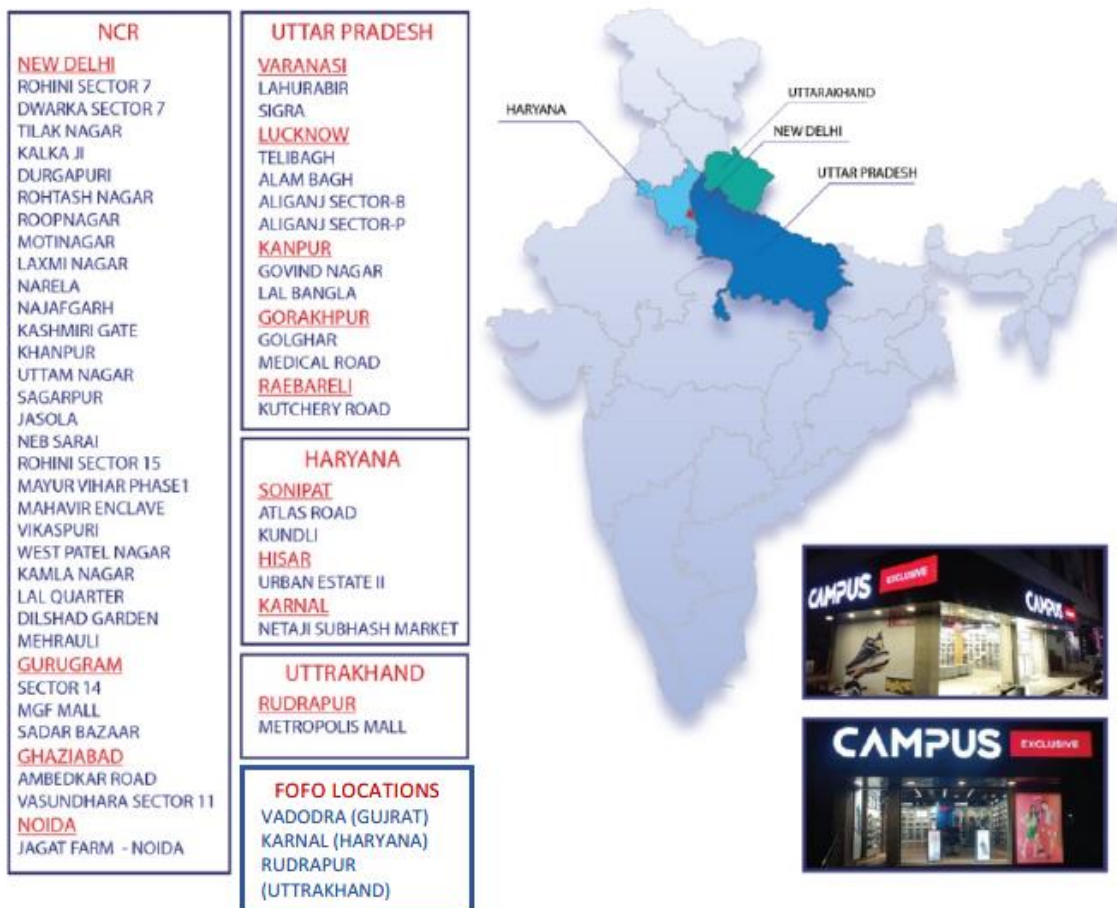 NCR
NEW DELHI
ROHINI SECTOR 7
DWARKA SECTOR 7
TILAK NAGAR
KALKA JI
DURGAPURI
ROHTASH NAGAR
ROOPNAGAR
MOTINAGAR
LAXMI NAGAR
NARELA
NAJAFGARH
KASHMIRI GATE
KHANPUR
UTTAM NAGAR
SAGARPUR
JASOLA
NEB SARAI
ROHINI SECTOR 15
MAYUR VIHAR PHASE1
MAHAVIR ENCLAVE
VIKASPURI
WEST PATEL NAGAR
KAMLA NAGAR
LAL QUARTER
DILSHAD GARDEN
MEHRAULI
GURUGRAM
SECTOR 14
MGF MALL
SADAR BAZAAR
GHAZIABAD
AMBEDKAR ROAD
VASUNDHARA SECTOR 11
NOIDA
JAGAT FARM - NOIDA
UTTAR PRADESH
VARANASI
LAHURABIR
SIGRA
LUCKNOW
TELIBAGH
ALAM BAGH
ALIGANJ SECTOR-B
ALIGANJ SECTOR-P
KANPUR
GOVIND NAGAR
LAL BANGLA
GORAKHPUR
GOLGHAR
MEDICAL ROAD
RAEBARELI
KUTCHERY ROAD
HARYANA
SONIPAT
ATLAS ROAD
KUNDLI
HISAR
URBAN ESTATE II
KARNAL
NETAJI SUBHASH MARKET
UTTRAKHAND
RUDRAPUR
METROPOLIS MALL
FOFO LOCATIONS
VADODRA (GUJRAT)
KARNAL (HARYANA)
RUDRAPUR
(UTTRAKHAND)
UTTARAKHAND
HARYANA
NEW DELHI
UTTAR PRADESH
CAMPUS EXCLUSIVE
CAMPUS
CAMPUS EXCLUSIVE